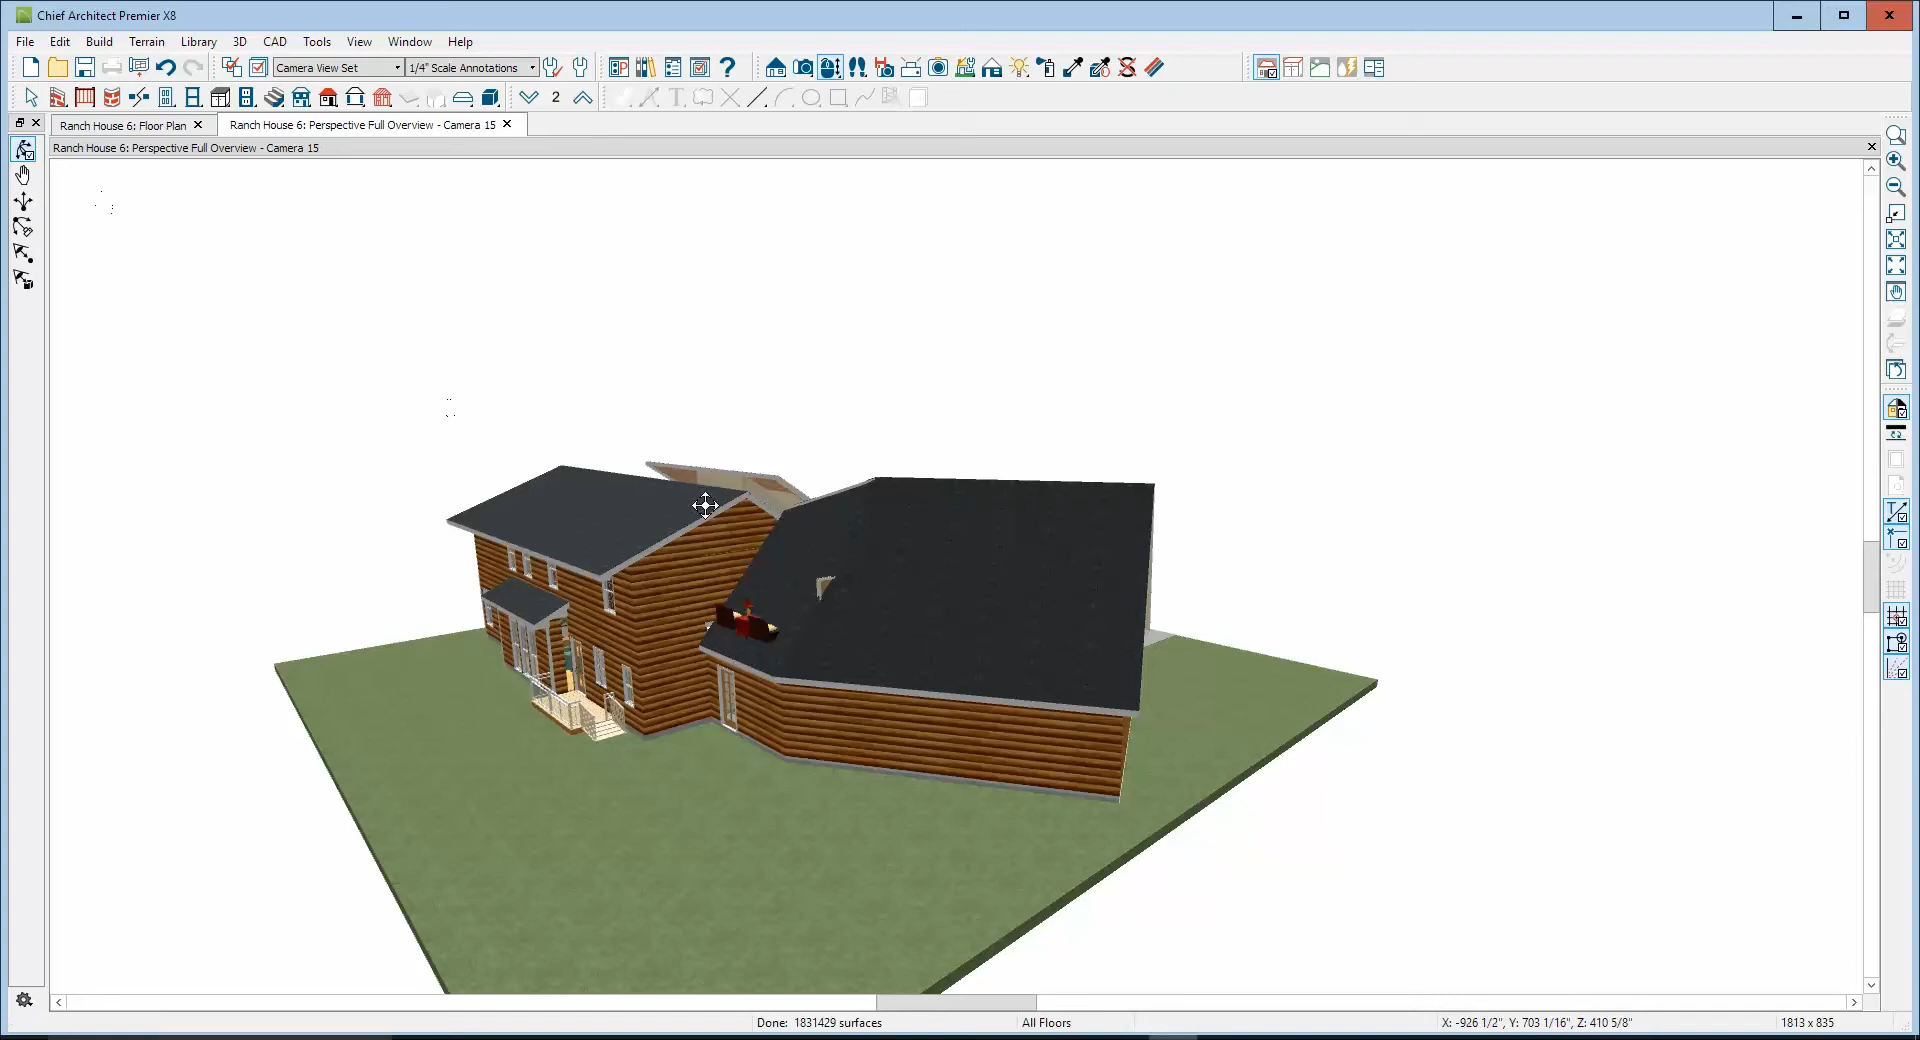 Chief Architect Premier X8
File Edit Build Terrain Library 3D CAD Tools View Window Help
Camera View Set 1/4" Scale Annotations
2
Ranch House 6: Floor Plan Ranch House 6: Perspective Full Overview - Camera 15
Ranch House 6: Perspective Full Overview - Camera 15
Done: 1831429 surfaces All Floors X: -926 1/2", Y: 703 1/16", Z: 410 5/8" 1813 x 835